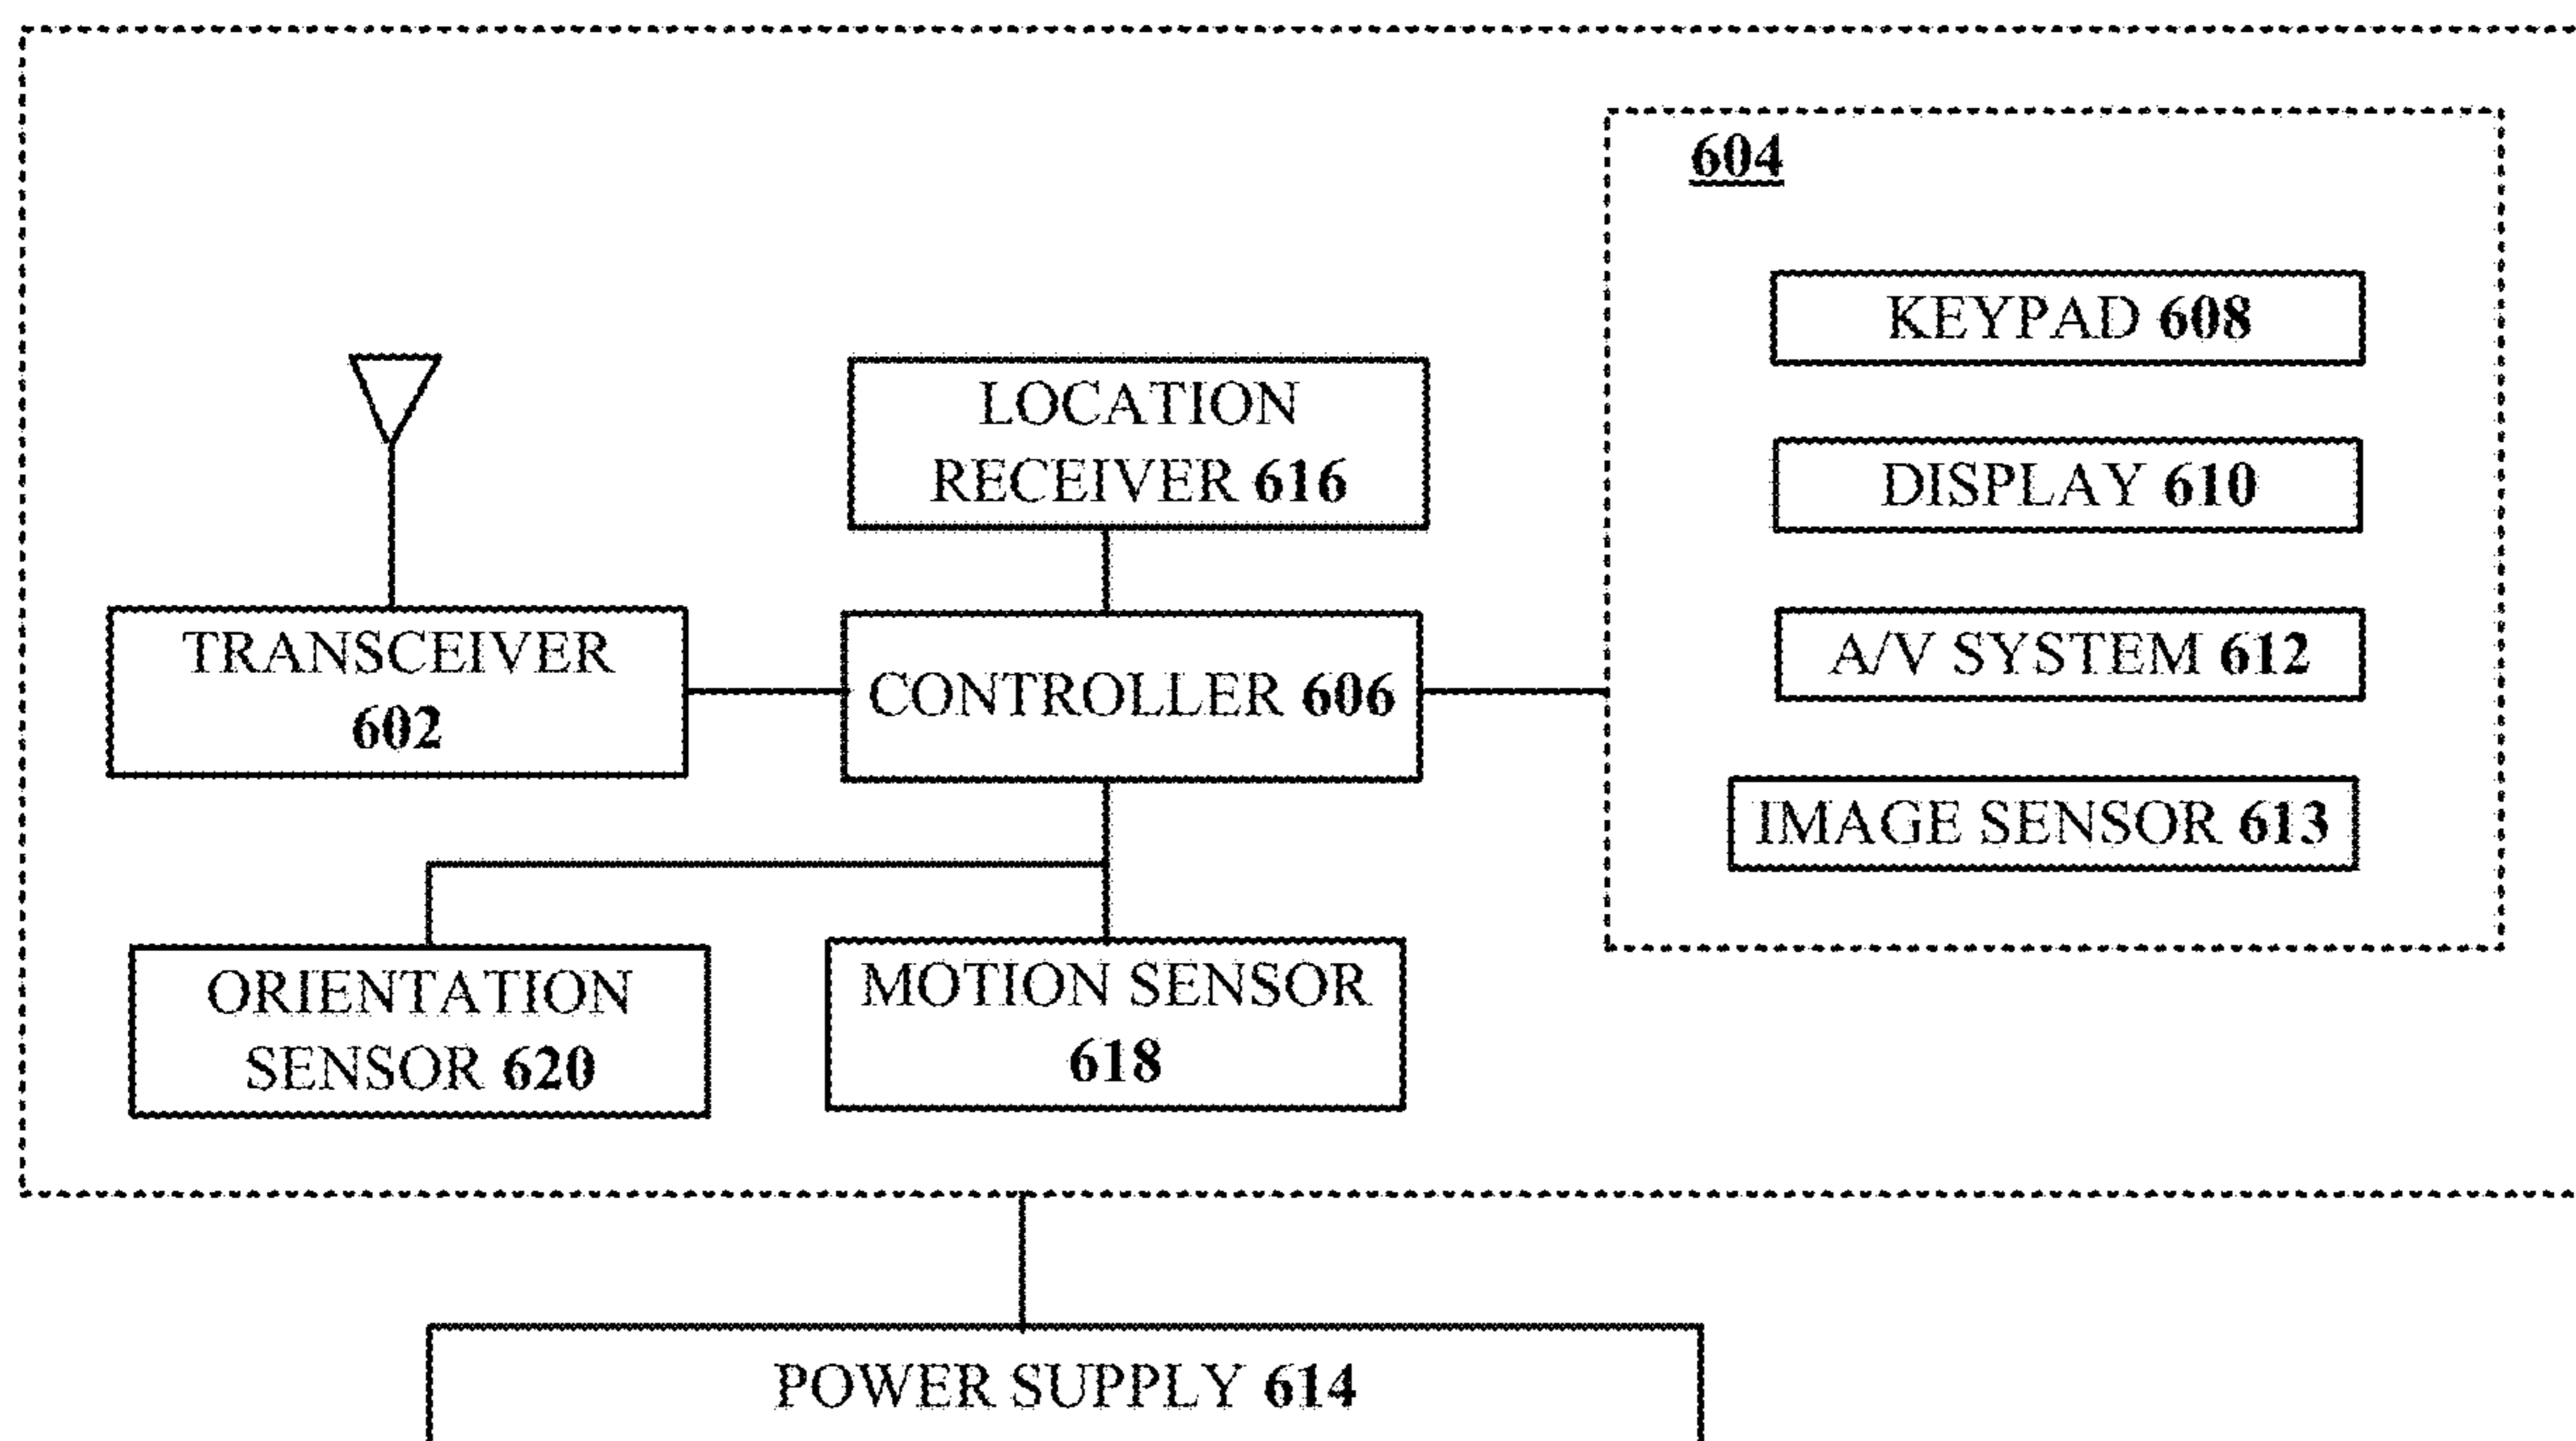 604
KEYPAD 608
LOCATION
RECEIVER 616
DISPLAY 610
TRANSCEIVER
602
CONTROLLER 606
A/V SYSTEM 612
IMAGE SENSOR 613
ORIENTATION
SENSOR 620
MOTION SENSOR
618
POWER SUPPLY 614